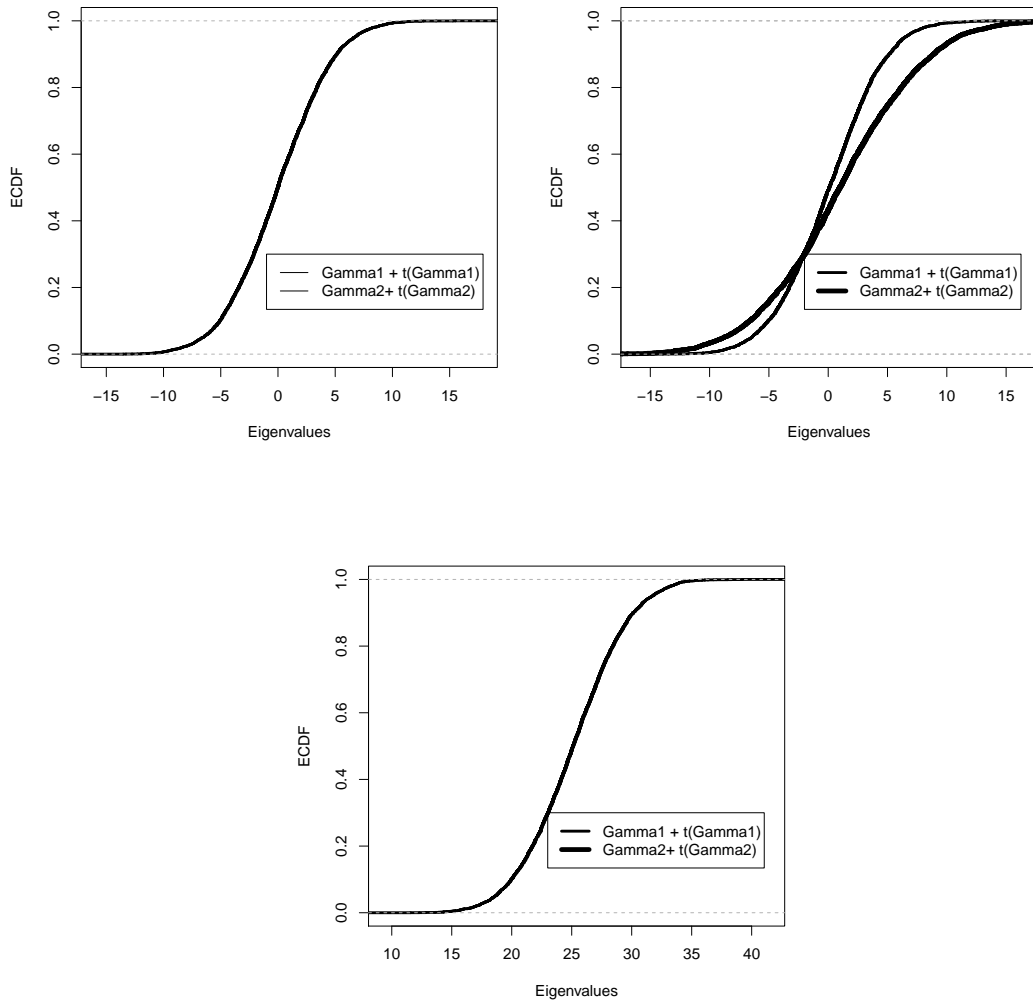 1.0
0.8
0.6
0.4
0.2
0.0
ECDF
Gamma1 + t(Gamma1)
Gamma2+ t(Gamma2)
−15 −10 −5 0 5 10 15
Eigenvalues
1.0
0.8
0.6
0.4
0.2
0.0
ECDF
Gamma1 + t(Gamma1)
Gamma2+ t(Gamma2)
−15 −10 −5 0 5 10 15
Eigenvalues
1.0
0.8
0.6
0.4
0.2
0.0
ECDF
Gamma1 + t(Gamma1)
Gamma2+ t(Gamma2)
10 15 20 25 30 35 40
Eigenvalues